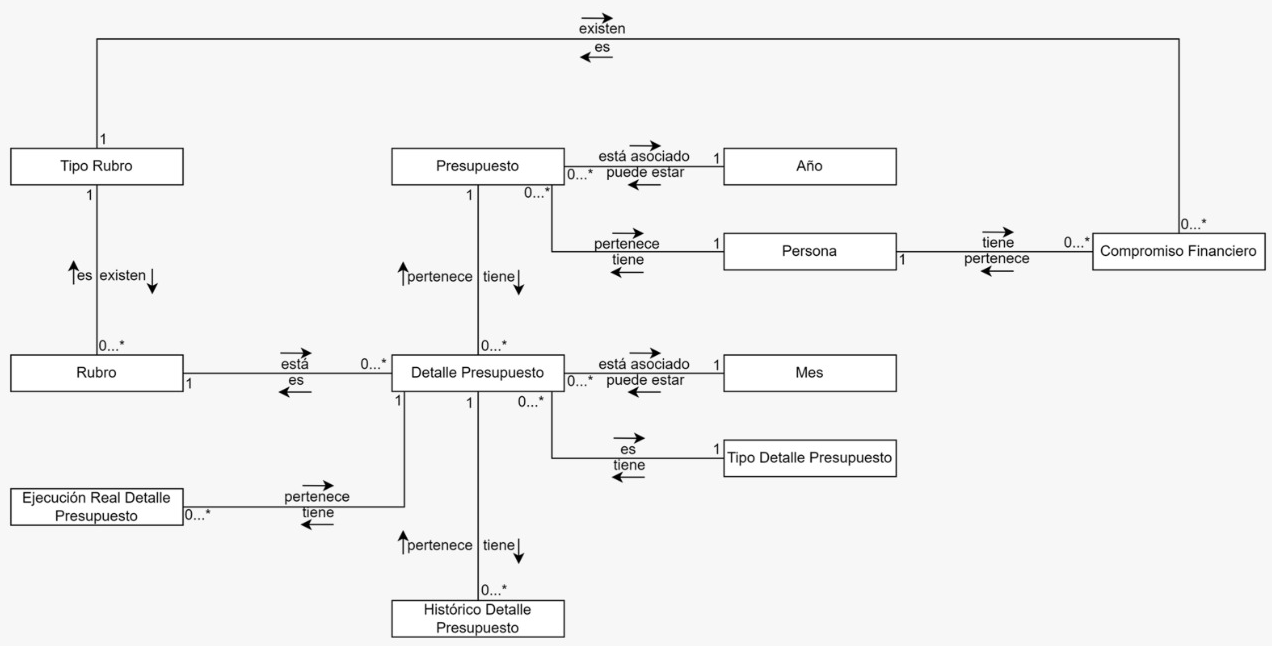 existen
es
1
Tipo Rubro
1
Presupuesto
0...*
está asociado
puede estar
1
Año
1
0...*
pertenece
tiene
1
Persona
1
tiene
pertenece
0...*
0...*
Compromiso Financiero
es existen
pertenece tiene
0...*
Rubro
1
está
es
0...*
0...*
Detalle Presupuesto
0...*
está asociado
puede estar
1
Mes
1
1
0...*
es
tiene
1
Tipo Detalle Presupuesto
Ejecución Real Detalle
Presupuesto
0...*
pertenece
tiene
pertenece tiene
0...*
Histórico Detalle
Presupuesto